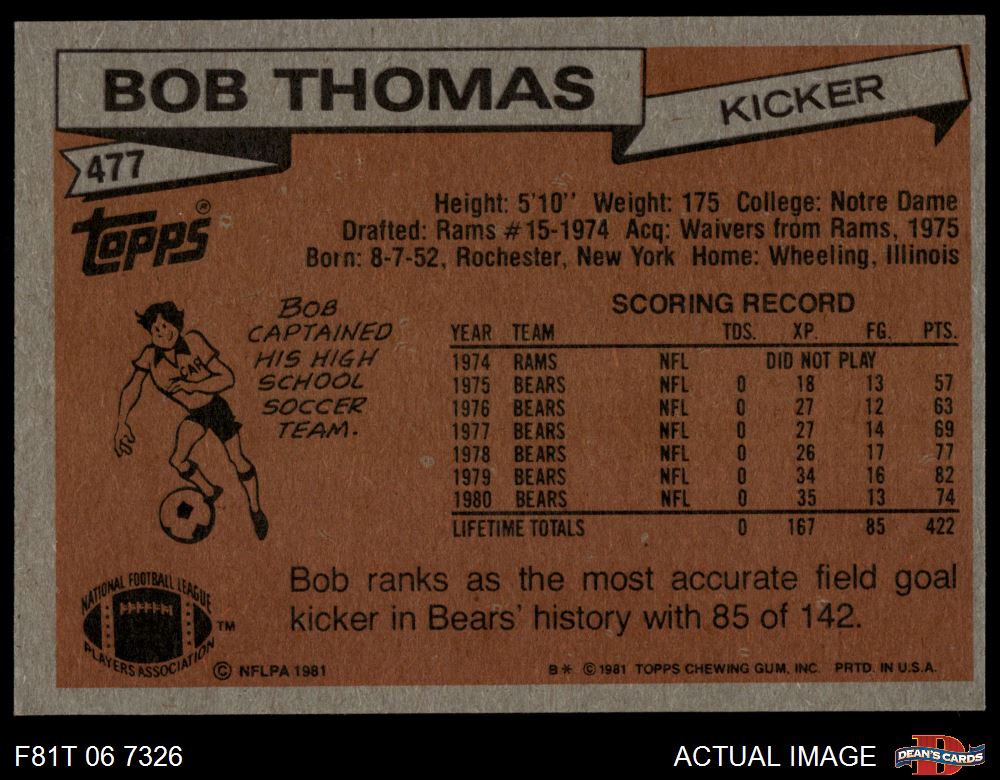 BOB THOMAS
KICKER
477
Topps®
Height: 5'10'' Weight: 175 College: Notre Dame
Drafted: Rams #15-1974 Acq: Waivers from Rams, 1975
Born: 8-7-52, Rochester, New York Home: Wheeling, Illinois
BOB
CAPTAINED
HIS HIGH
SCHOOL
SOCCER
TEAM.
CAP
SCORING RECORD
YEAR TEAM TDS. XP. FG. PTS.
1974 RAMS NFL DID NOT PLAY
1975 BEARS NFL 0 18 13 57
1976 BEARS NFL 0 27 12 63
1977 BEARS NFL 0 27 14 69
1978 BEARS NFL 0 26 17 77
1979 BEARS NFL 0 34 16 82
1980 BEARS NFL 0 35 13 74
LIFETIME TOTALS 0 167 85 422
Bob ranks as the most accurate field goal
kicker in Bears' history with 85 of 142.
NATIONAL FOOTBALL LEAGUE
PLAYERS ASSOCIATION
TM
© NFLPA 1981
B* © 1981 TOPPS CHEWING GUM, INC. PRTD. IN U.S.A.
F81T 06 7326
ACTUAL IMAGE
D
DEAN'S CARDS